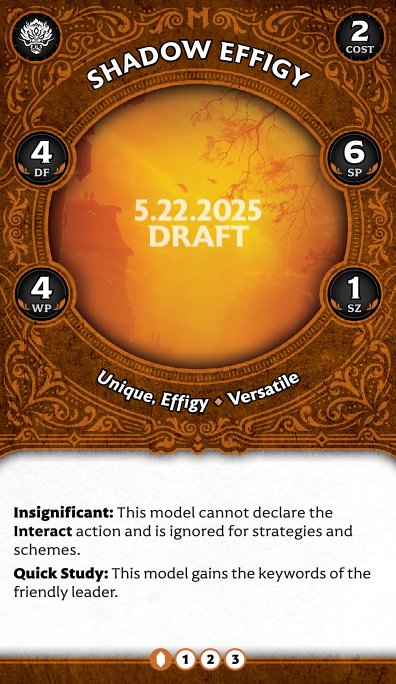 2
COST
SHADOW EFFIGY
4
DF
6
SP
5.22.2025
DRAFT
4
WP
1
SZ
Unique, Effigy • Versatile
Insignificant: This model cannot declare the
Interact action and is ignored for strategies and
schemes.
Quick Study: This model gains the keywords of the
friendly leader.
1 2 3